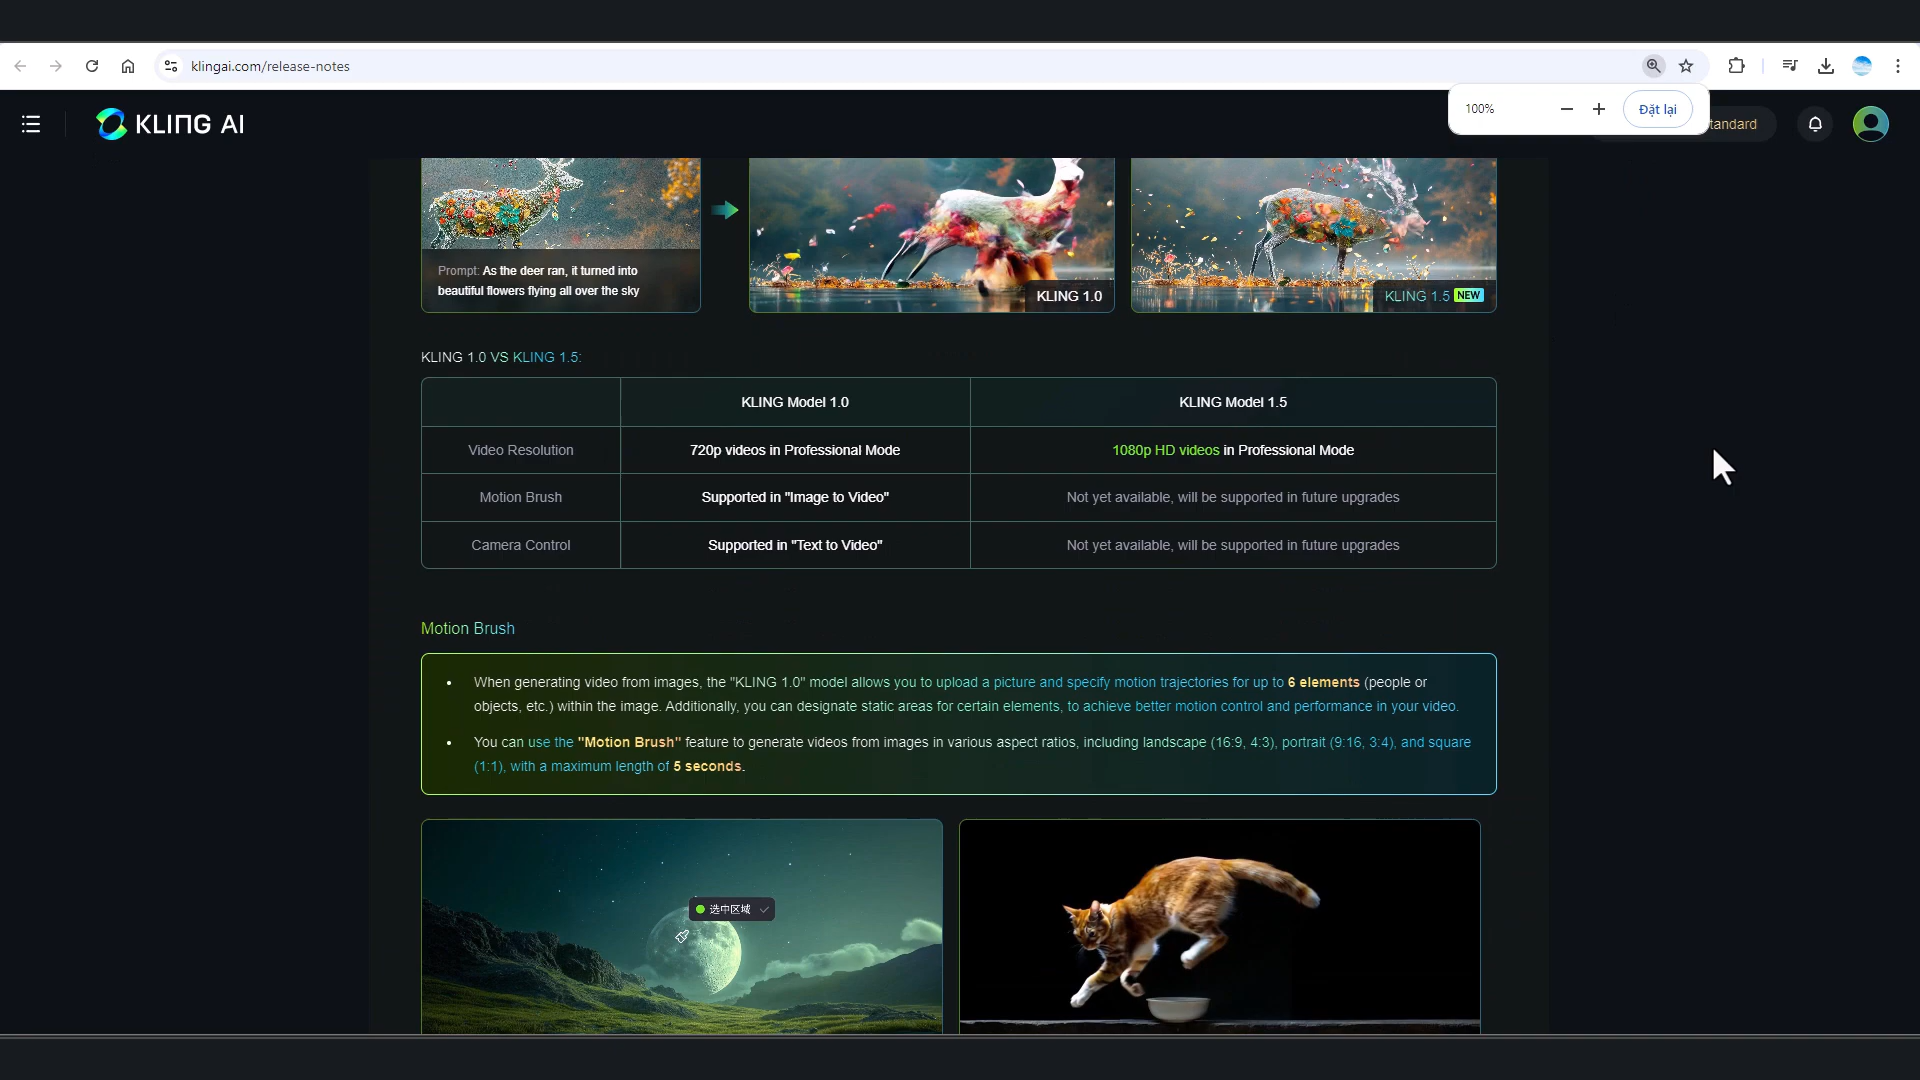 klingai.com/release-notes
100%
Đặt lại
tandard
KLING AI
Prompt: As the deer ran, it turned into
beautiful flowers flying all over the sky
KLING 1.0
KLING 1.5 NEW
KLING 1.0 VS KLING 1.5:
KLING Model 1.0
KLING Model 1.5
Video Resolution
720p videos in Professional Mode
1080p HD videos in Professional Mode
Motion Brush
Supported in "Image to Video"
Not yet available, will be supported in future upgrades
Camera Control
Supported in "Text to Video"
Not yet available, will be supported in future upgrades
Motion Brush
• When generating video from images, the "KLING 1.0" model allows you to upload a picture and specify motion trajectories for up to 6 elements (people or
objects, etc.) within the image. Additionally, you can designate static areas for certain elements, to achieve better motion control and performance in your video.
• You can use the "Motion Brush" feature to generate videos from images in various aspect ratios, including landscape (16:9, 4:3), portrait (9:16, 3:4), and square
(1:1), with a maximum length of 5 seconds.
选中区域